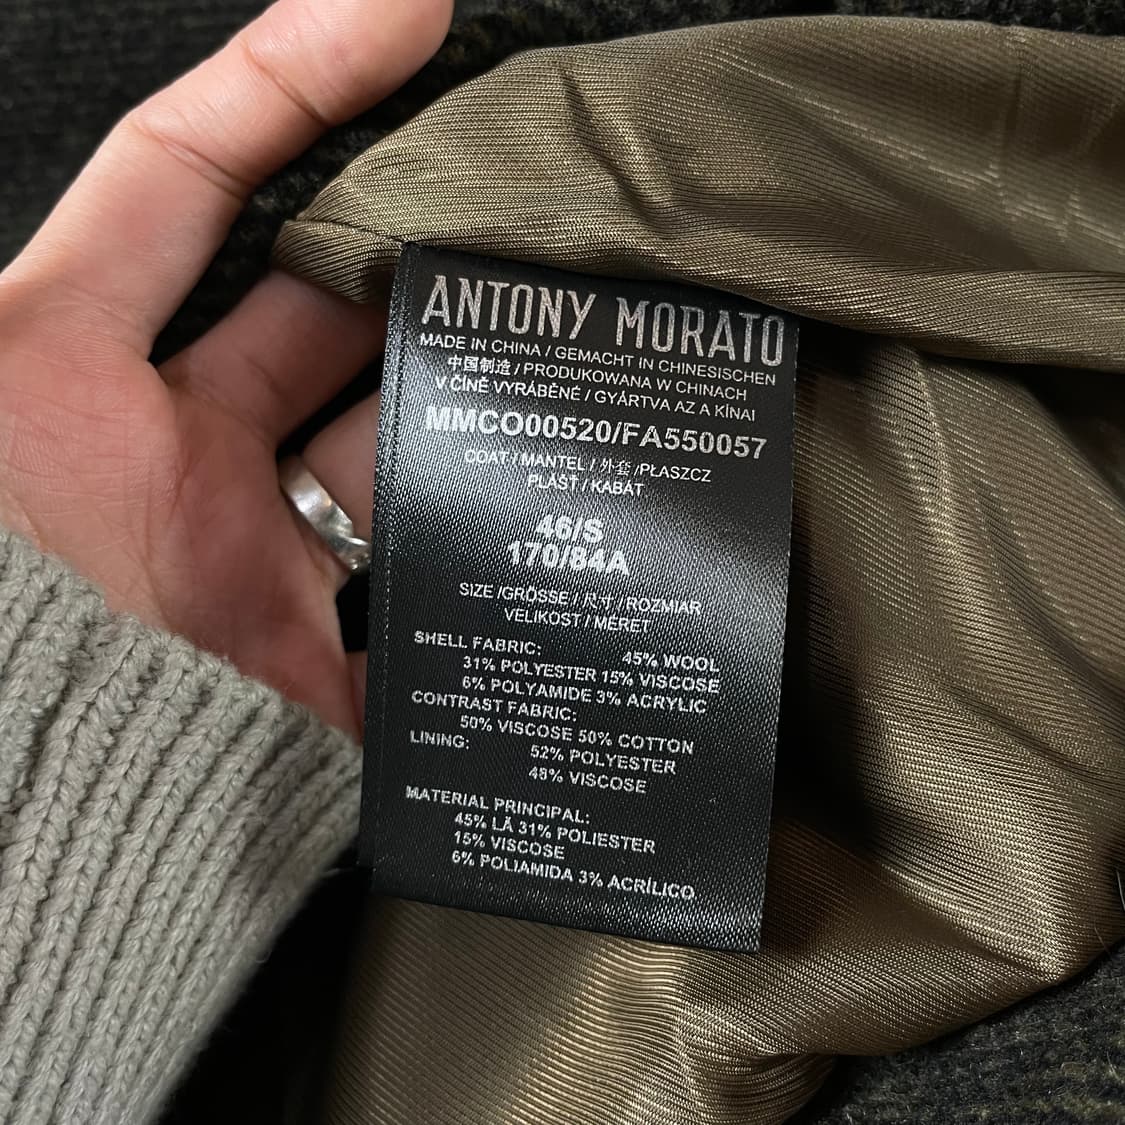 ANTONY MORATO
MADE IN CHINA / GEMACHT IN CHINESISCHEN
中国制造 / PRODUKOWANA W CHINACH
V ČÍNĚ VYRÁBĚNÉ / GYÁRTVA AZ A KÍNAI
MMCO00520/FA550057
COAT / MANTEL / 外套 /PŁASZCZ
PLÁŠŤ / KABÁT
46/S
170/84A
SIZE /GRÖSSE / 尺寸 / ROZMIAR
VELIKOST / MÉRET
SHELL FABRIC: 45% WOOL
31% POLYESTER 15% VISCOSE
6% POLYAMIDE 3% ACRYLIC
CONTRAST FABRIC:
50% VISCOSE 50% COTTON
LINING: 52% POLYESTER
48% VISCOSE
MATERIAL PRINCIPAL:
45% LÃ 31% POLIESTER
15% VISCOSE
6% POLIAMIDA 3% ACRÍLICO